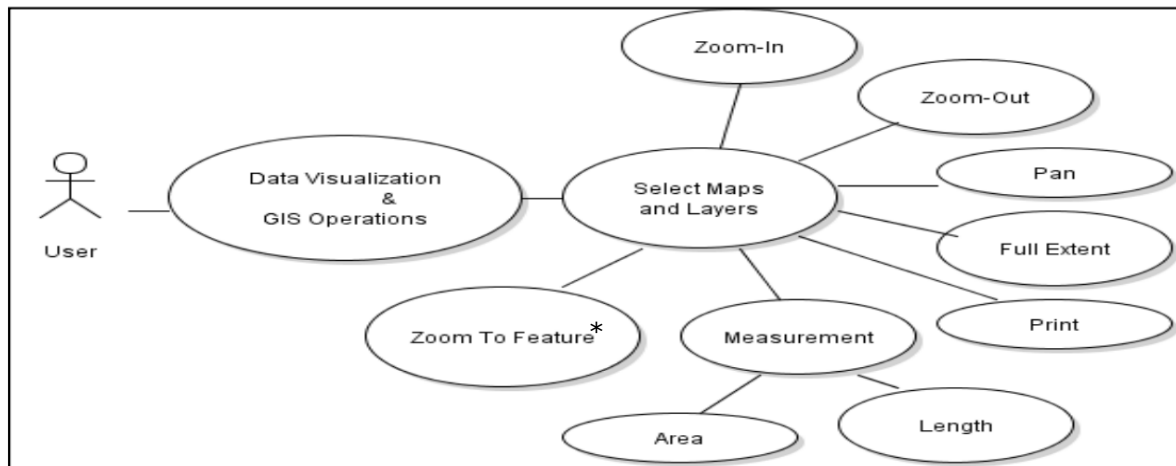 Zoom-In
Zoom-Out
Data Visualization
&
GIS Operations
Select Maps
and Layers
Pan
User
Full Extent
Zoom To Feature*
Measurement
Print
Area
Length